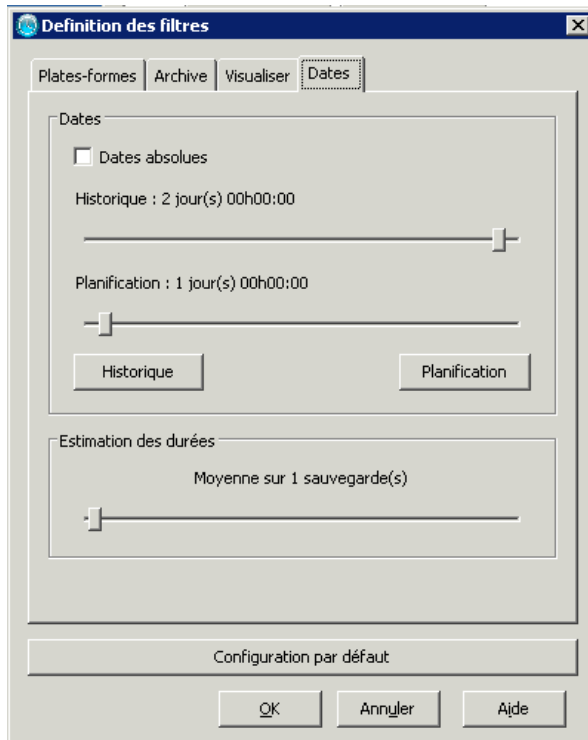 Definition des filtres
Plates-formes Archive Visualiser Dates
Dates
Dates absolues
Historique : 2 jour(s) 00h00:00
Planification : 1 jour(s) 00h00:00
Historique Planification
Estimation des durées
Moyenne sur 1 sauvegarde(s)
Configuration par défaut
OK Annuler Aide